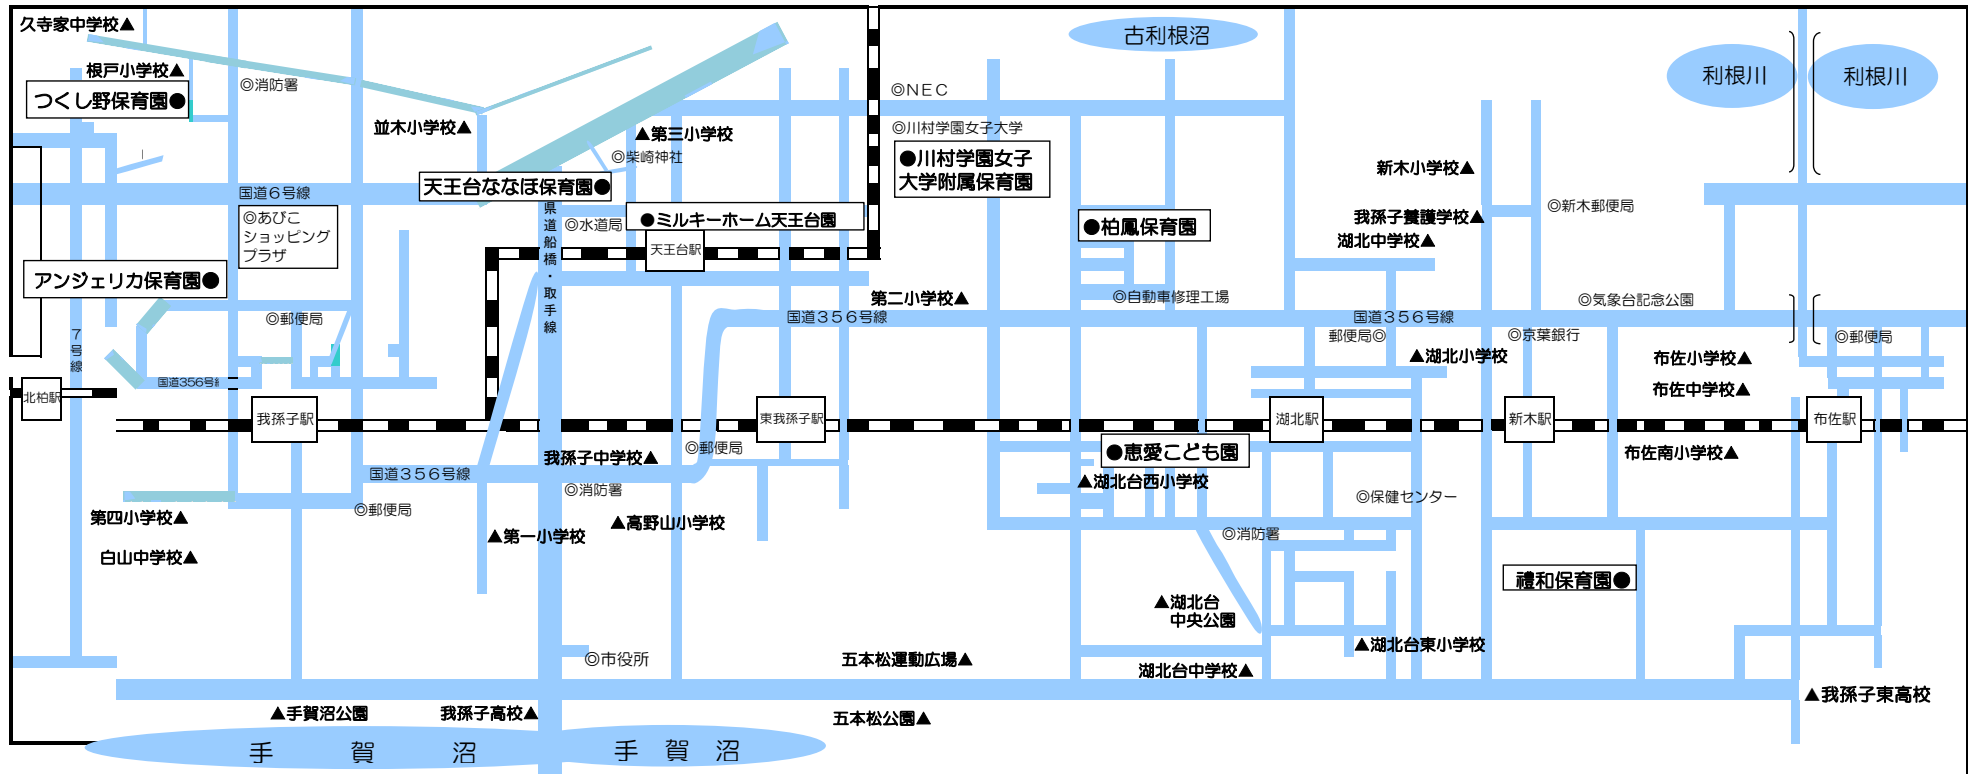 久寺家中学校▲
古利根沼
根戸小学校▲
◎消防署
利根川
利根川
つくし野保育園●
◎NEC
並木小学校▲
▲第三小学校
◎川村学園女子大学
◎柴崎神社
●川村学園女子
大学附属保育園
新木小学校▲
国道6号線
天王台ななほ保育園●
県道船橋・取手線
◎あびこ
ショッピング
プラザ
◎水道局
●ミルキーホーム天王台園
●柏鳳保育園
我孫子養護学校▲
◎新木郵便局
湖北中学校▲
天王台駅
アンジェリカ保育園●
第二小学校▲
◎自動車修理工場
◎気象台記念公園
◎郵便局
国道356号線
国道356号線
7号線
郵便局◎
◎京葉銀行
◎郵便局
▲湖北小学校
布佐小学校▲
国道356号線
布佐中学校▲
北柏駅
我孫子駅
東我孫子駅
湖北駅
新木駅
布佐駅
◎郵便局
●恵愛こども園
我孫子中学校▲
布佐南小学校▲
国道356号線
◎消防署
▲湖北台西小学校
◎保健センター
第四小学校▲
◎郵便局
▲高野山小学校
▲第一小学校
◎消防署
白山中学校▲
禮和保育園●
▲湖北台
中央公園
▲湖北台東小学校
◎市役所
五本松運動広場▲
湖北台中学校▲
▲我孫子東高校
▲手賀沼公園
我孫子高校▲
五本松公園▲
手賀沼
手賀沼